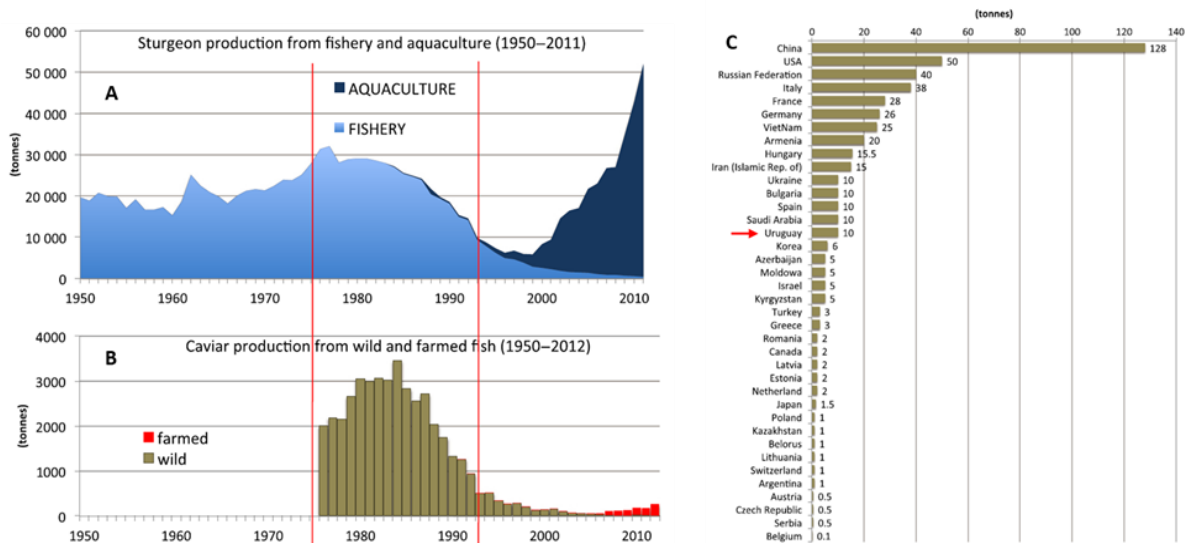 60 000
Sturgeon production from fishery and aquaculture (1950–2011)
50 000
A
AQUACULTURE
40 000
FISHERY
(tonnes)
30 000
20 000
10 000
0
1950 1960 1970 1980 1990 2000 2010
4000
Caviar production from wild and farmed fish (1950–2012)
B
3000
(tonnes)
2000
farmed
wild
1000
0
1950 1960 1970 1980 1990 2000 2010
(tonnes)
C
0 20 40 60 80 100 120 140
China 128
USA 50
Russian Federation 40
Italy 38
France 28
Germany 26
VietNam 25
Armenia 20
Hungary 15.5
Iran (Islamic Rep. of) 15
Ukraine 10
Bulgaria 10
Spain 10
Saudi Arabia 10
Uruguay 10
Korea 6
Azerbaijan 5
Moldowa 5
Israel 5
Kyrgyzstan 5
Turkey 3
Greece 3
Romania 2
Canada 2
Latvia 2
Estonia 2
Netherland 2
Japan 1.5
Poland 1
Kazakhstan 1
Belorus 1
Lithuania 1
Switzerland 1
Argentina 1
Austria 0.5
Czech Republic 0.5
Serbia 0.5
Belgium 0.1